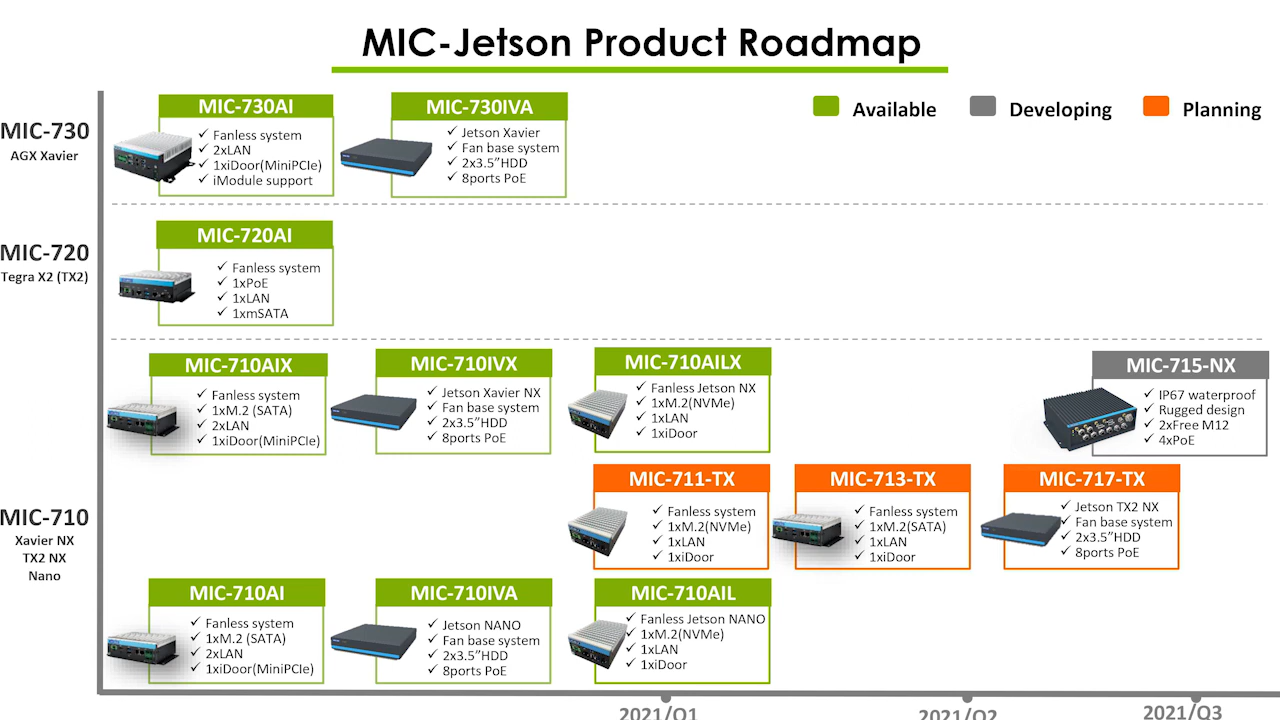 MIC-Jetson Product Roadmap
Available
Developing
Planning
MIC-730
AGX Xavier
MIC-730AI
✓ Fanless system
✓ 2xLAN
✓ 1xiDoor(MiniPCIe)
✓ iModule support
MIC-730IVA
✓ Jetson Xavier
✓ Fan base system
✓ 2x3.5”HDD
✓ 8ports PoE
MIC-720
Tegra X2 (TX2)
MIC-720AI
✓ Fanless system
✓ 1xPoE
✓ 1xLAN
✓ 1xmSATA
MIC-710
Xavier NX
TX2 NX
Nano
MIC-710AIX
✓ Fanless system
✓ 1xM.2 (SATA)
✓ 2xLAN
✓ 1xiDoor(MiniPCIe)
MIC-710IVX
✓ Jetson Xavier NX
✓ Fan base system
✓ 2x3.5”HDD
✓ 8ports PoE
MIC-710AILX
✓ Fanless Jetson NX
✓ 1xM.2(NVMe)
✓ 1xLAN
✓ 1xiDoor
MIC-715-NX
✓ IP67 waterproof
✓ Rugged design
✓ 2xFree M12
✓ 4xPoE
MIC-711-TX
✓ Fanless system
✓ 1xM.2(NVMe)
✓ 1xLAN
✓ 1xiDoor
MIC-713-TX
✓ Fanless system
✓ 1xM.2(SATA)
✓ 1xLAN
✓ 1xiDoor
MIC-717-TX
✓ Jetson TX2 NX
✓ Fan base system
✓ 2x3.5”HDD
✓ 8ports PoE
MIC-710AI
✓ Fanless system
✓ 1xM.2 (SATA)
✓ 2xLAN
✓ 1xiDoor(MiniPCIe)
MIC-710IVA
✓ Jetson NANO
✓ Fan base system
✓ 2x3.5”HDD
✓ 8ports PoE
MIC-710AIL
✓ Fanless Jetson NANO
✓ 1xM.2(NVMe)
✓ 1xLAN
✓ 1xiDoor
2021/Q1
2021/Q2
2021/Q3